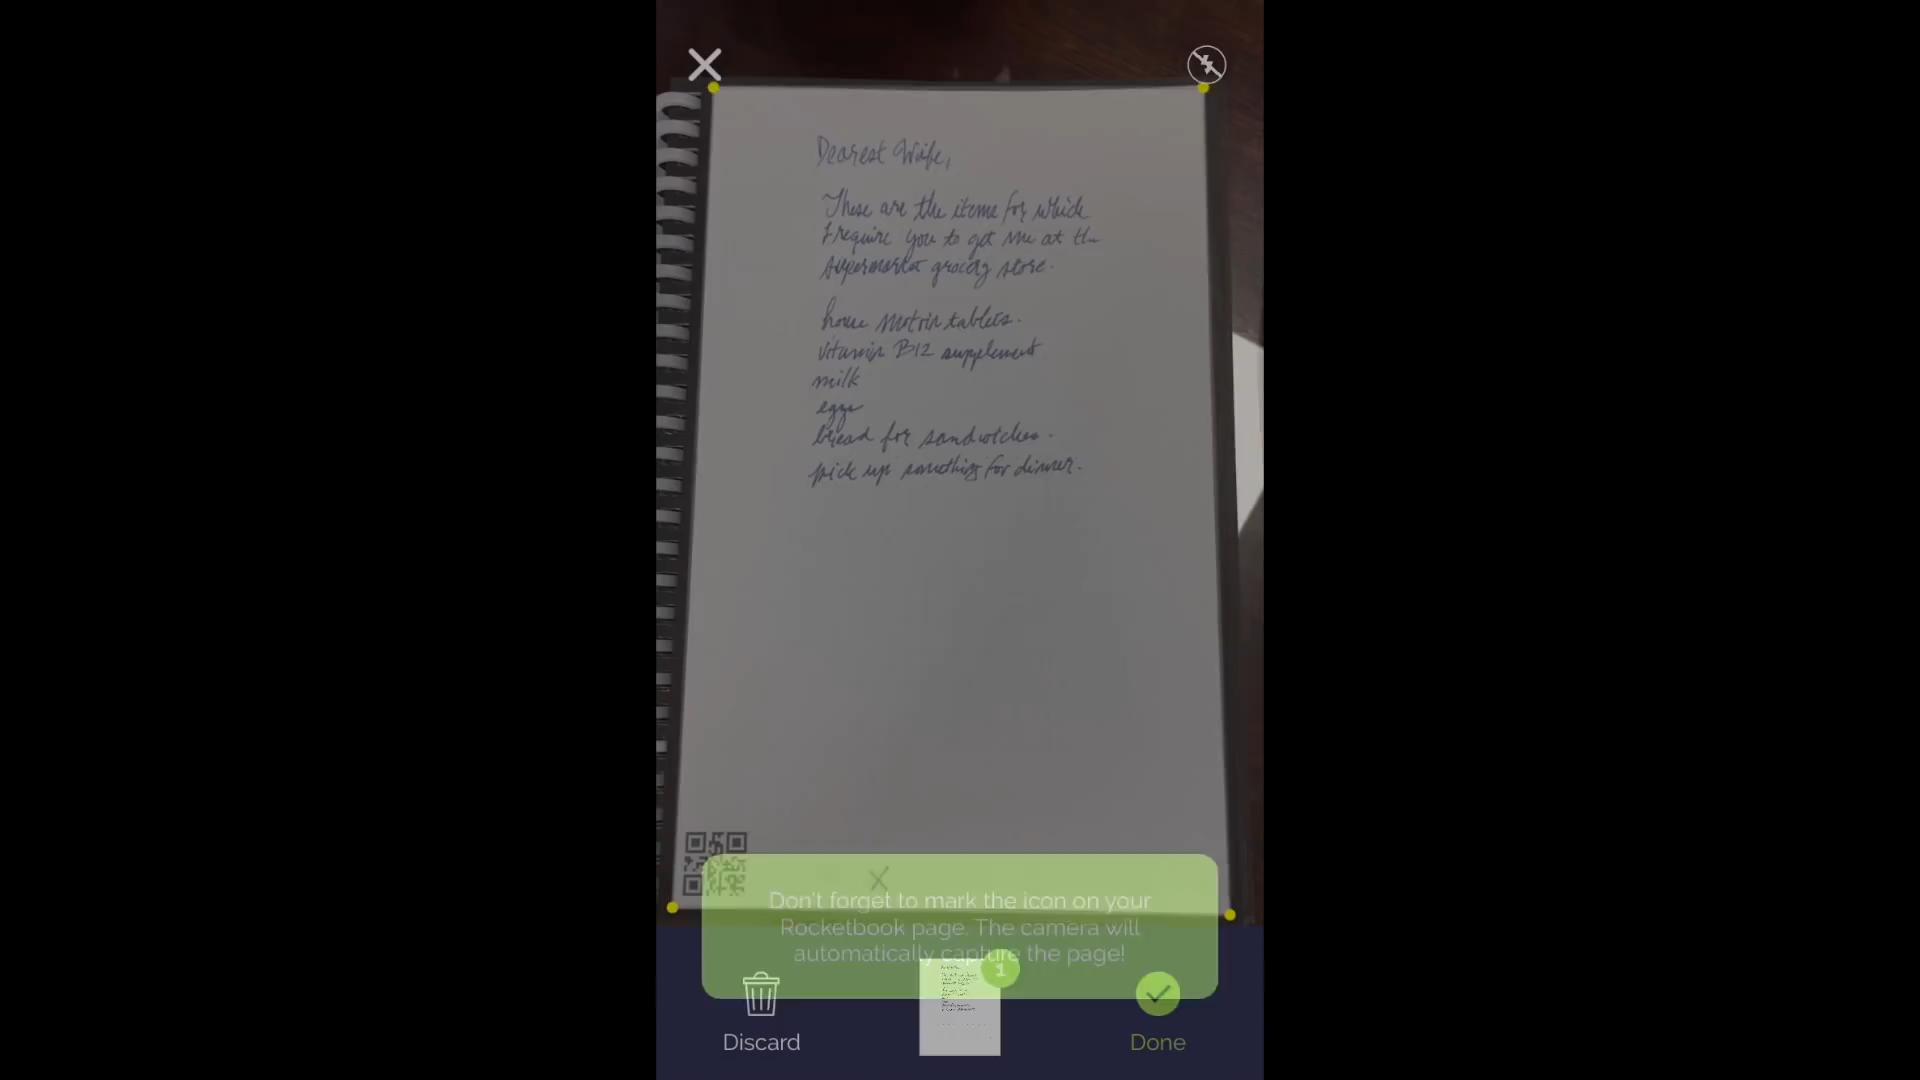 Dearest Wife,
These are the items for which
I require you to get me at the
supermarket grocery store.
home motrin tablets.
vitamin B12 supplement
milk
eggs
bread for sandwiches.
pick up something for dinner.
Don't forget to mark the icon on your
Rocketbook page. The camera will
automatically capture the page!
1
Discard
Done